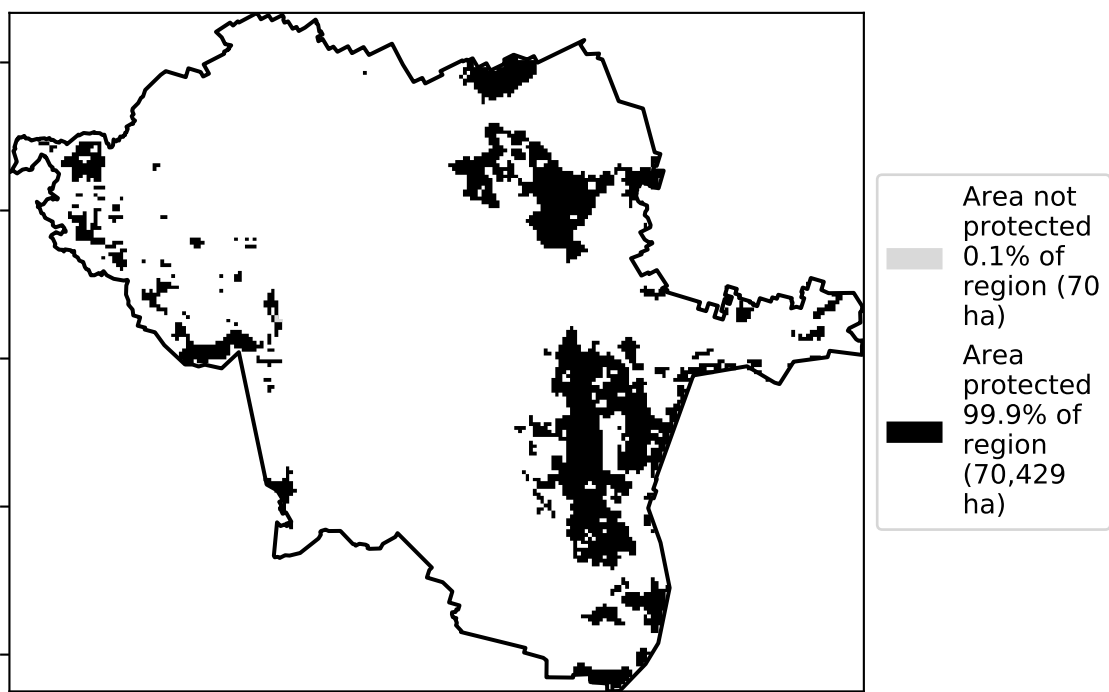 Area not
protected
0.1% of
region (70
ha)
Area
protected
99.9% of
region
(70,429
ha)